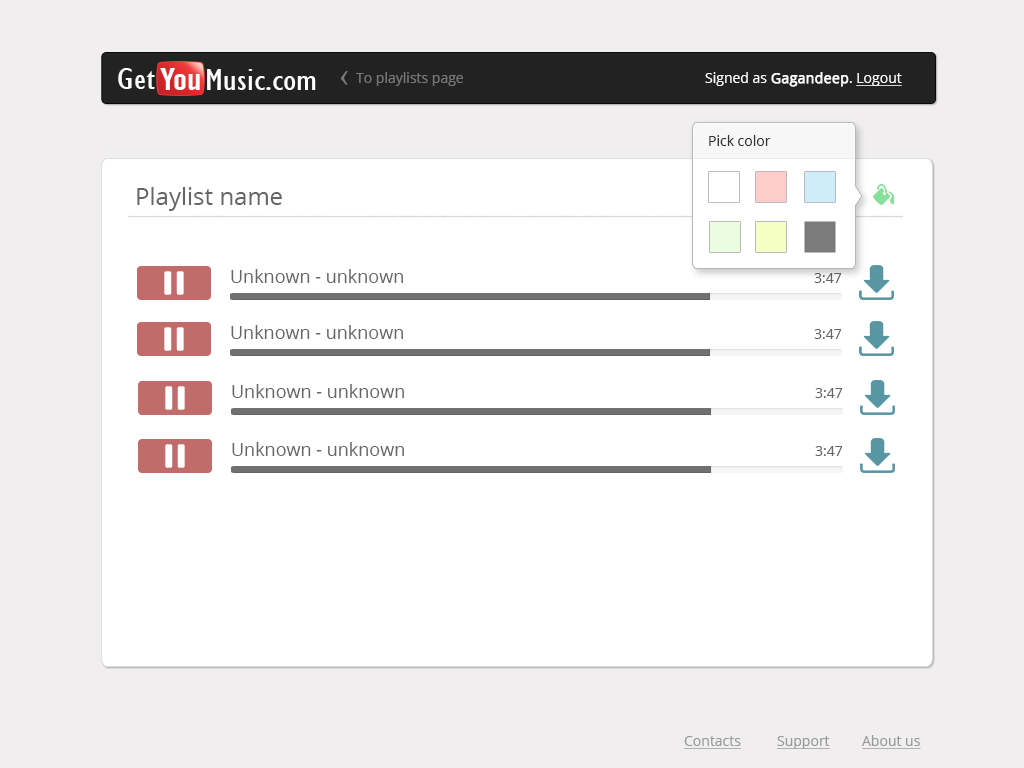 GetYouMusic.com
To playlists page
Signed as Gagandeep. Logout
Pick color
Playlist name
Unknown - unknown
3:47
Unknown - unknown
3:47
Unknown - unknown
3:47
Unknown - unknown
3:47
Contacts
Support
About us